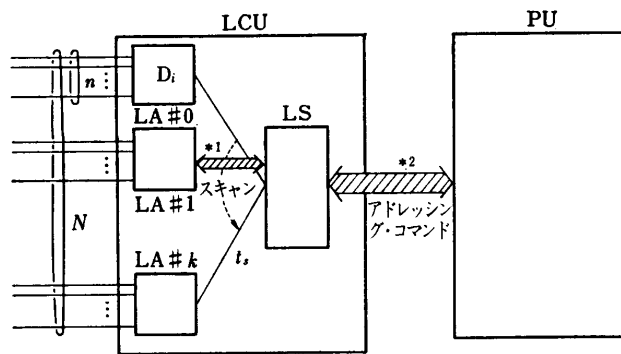 LCU
PU
n
⋮
Dᵢ
LA#0
LS
*1
*2
⋮
スキャン
アドレッシン
グ・コマンド
LA#1
N
tₛ
LA#k
⋮